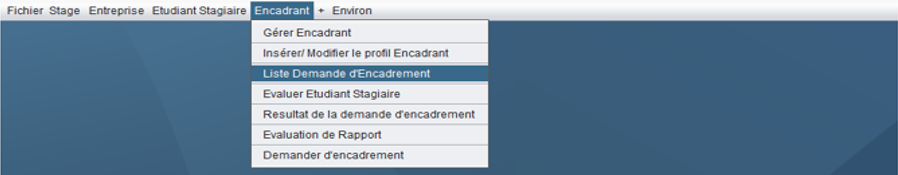 Fichier Stage Entreprise Etudiant Stagiaire Encadrant + Environ
Gérer Encadrant
Insérer/ Modifier le profil Encadrant
Liste Demande d'Encadrement
Evaluer Etudiant Stagiaire
Resultat de la demande d'encadrement
Evaluation de Rapport
Demander d'encadrement